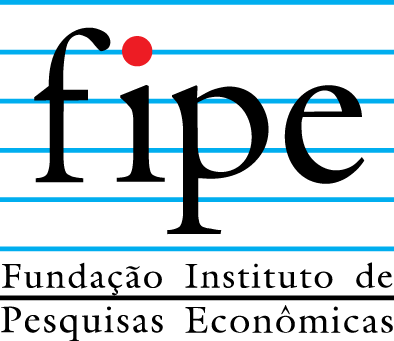 fipe
Fundação Instituto de
Pesquisas Econômicas